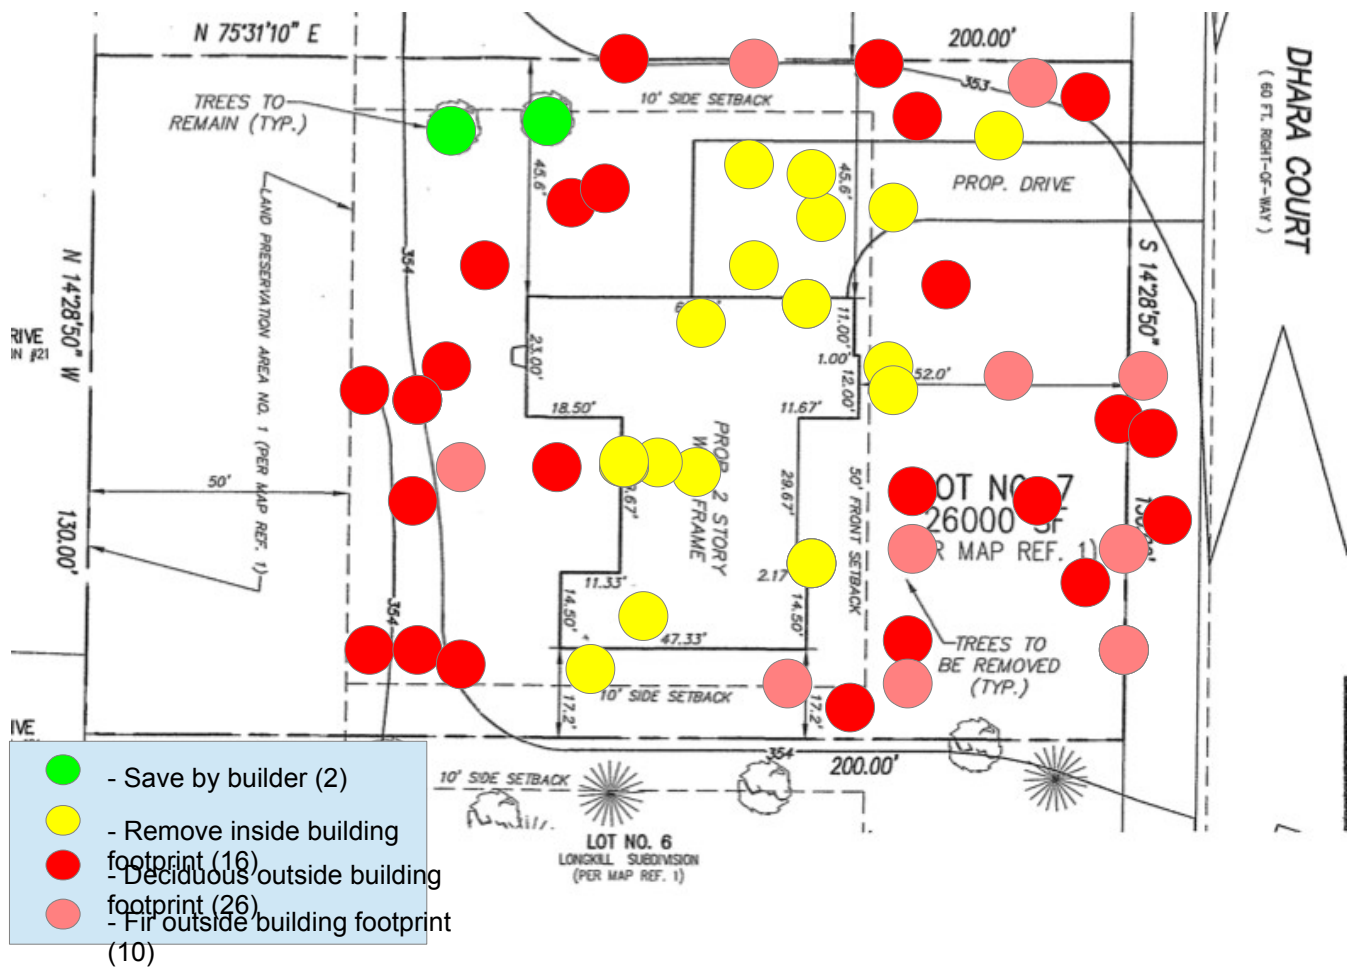 N 75°31'10" E
200.00'
353
DHARA COURT
( 60 FT. RIGHT-OF-WAY )
TREES TO
REMAIN (TYP.)
10' SIDE SETBACK
45.6'
45.6'
PROP. DRIVE
LAND PRESERVATION AREA NO. 1 (PER MAP REF. 1)
N 14°28'50" W
130.00'
S 14°28'50"
354
RIVE
#21
23.00'
11.00'
1.00'
12.00'
52.0'
18.50'
11.67'
PROP. 2 STORY
FRAME
29.67'
50' FRONT SETBACK
50'
OT NO. 7
26000 SF
R MAP REF. 1)
2.17'
11.33'
14.50'
14.50'
47.33'
354
TREES TO
BE REMOVED
(TYP.)
10' SIDE SETBACK
17.2'
17.2'
IVE
354
200.00'
10' SIDE SETBACK
LOT NO. 6
LONGKILL SUBDIVISION
(PER MAP REF. 1)
- Save by builder (2)
- Remove inside building
footprint (16)
- Deciduous outside building
footprint (26)
- Fir outside building footprint
(10)